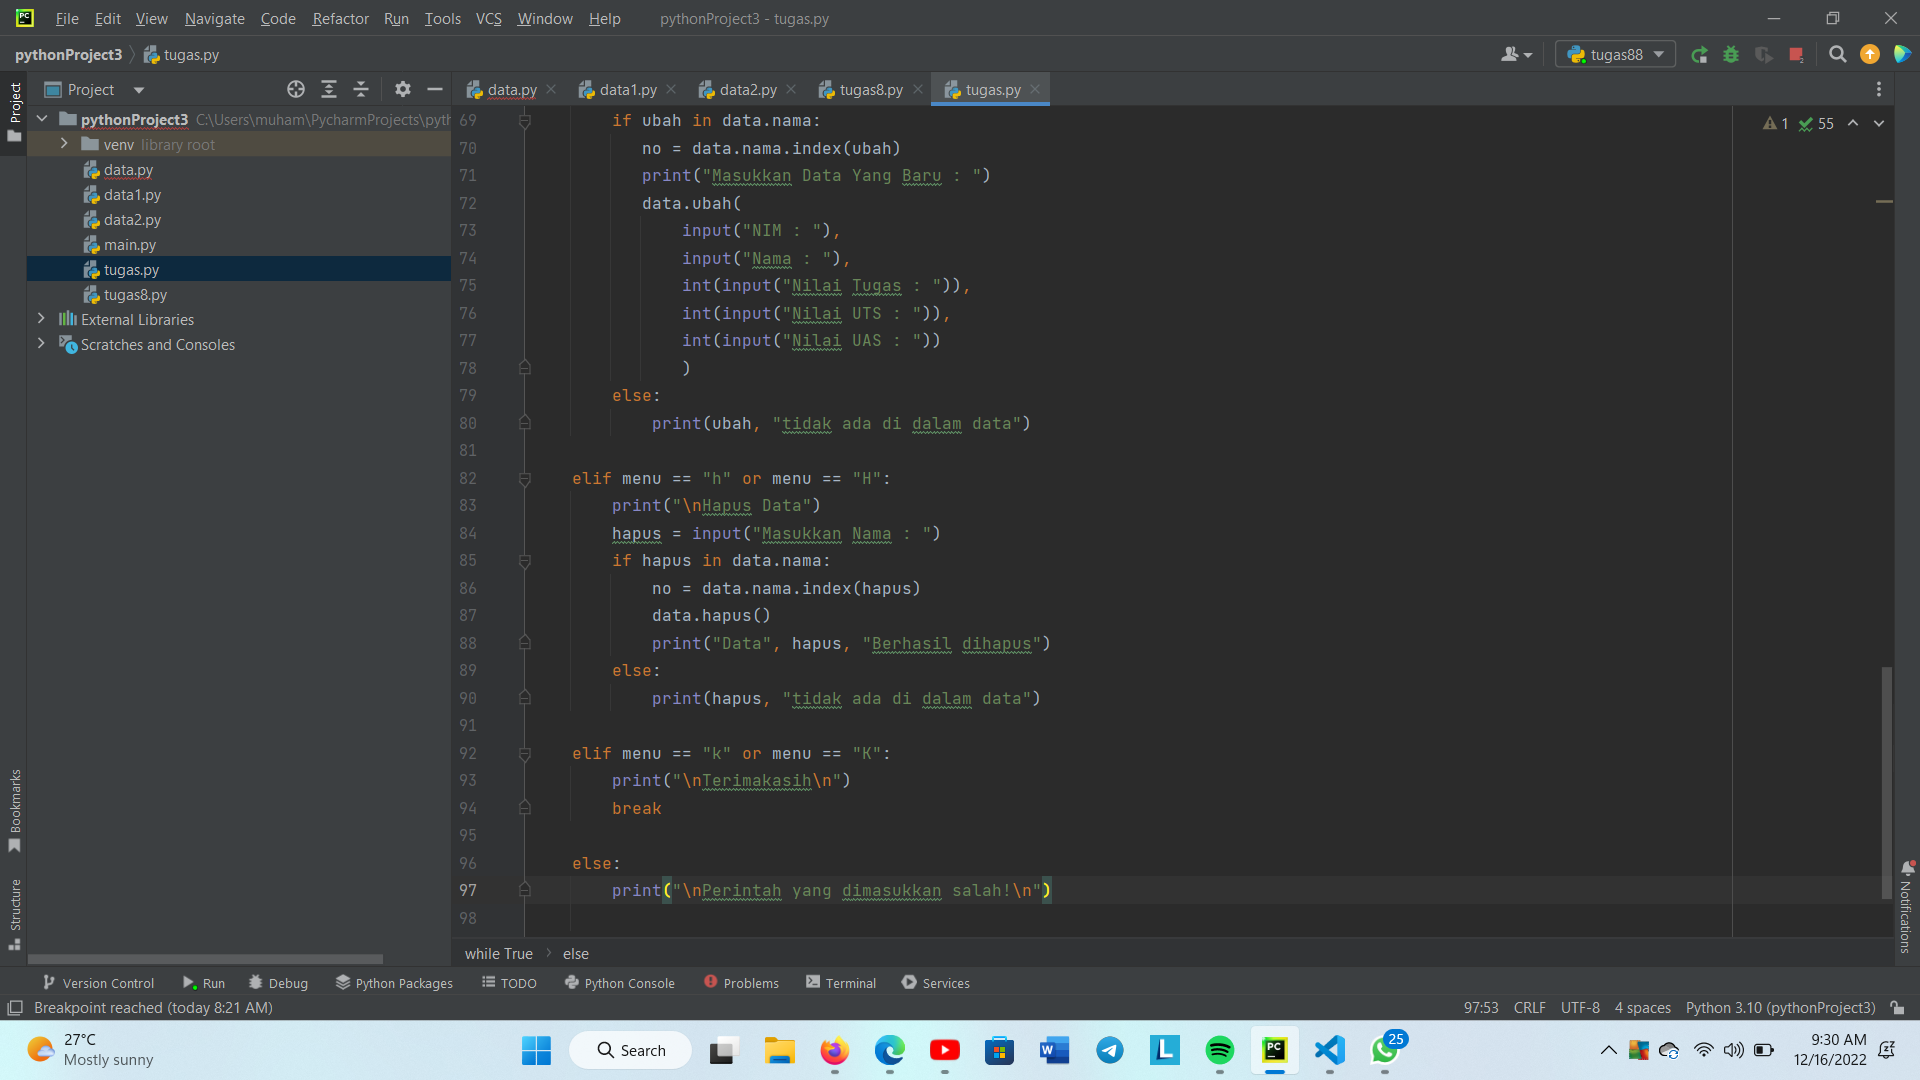 File Edit View Navigate Code Refactor Run Tools VCS Window Help pythonProject3 - tugas.py
pythonProject3 tugas.py tugas88
Project data.py data1.py data2.py tugas8.py tugas.py
Project
pythonProject3 C:\Users\muham\PycharmProjects\pyth
venv library root
data.py
data1.py
data2.py
main.py
tugas.py
tugas8.py
External Libraries
Scratches and Consoles
1 55
69 if ubah in data.nama:
70 no = data.nama.index(ubah)
71 print("Masukkan Data Yang Baru : ")
72 data.ubah(
73 input("NIM : "),
74 input("Nama : "),
75 int(input("Nilai Tugas : ")),
76 int(input("Nilai UTS : ")),
77 int(input("Nilai UAS : "))
78 )
79 else:
80 print(ubah, "tidak ada di dalam data")
81
82 elif menu == "h" or menu == "H":
83 print("\nHapus Data")
84 hapus = input("Masukkan Nama : ")
85 if hapus in data.nama:
86 no = data.nama.index(hapus)
87 data.hapus()
88 print("Data", hapus, "Berhasil dihapus")
89 else:
90 print(hapus, "tidak ada di dalam data")
91
92 elif menu == "k" or menu == "K":
93 print("\nTerimakasih\n")
94 break
95
96 else:
97 print("\nPerintah yang dimasukkan salah!\n")
98
Bookmarks
Structure
Notifications
while True else
Version Control Run Debug Python Packages TODO Python Console Problems Terminal Services
Breakpoint reached (today 8:21 AM) 97:53 CRLF UTF-8 4 spaces Python 3.10 (pythonProject3)
27°C
Mostly sunny
Search
25
9:30 AM
12/16/2022